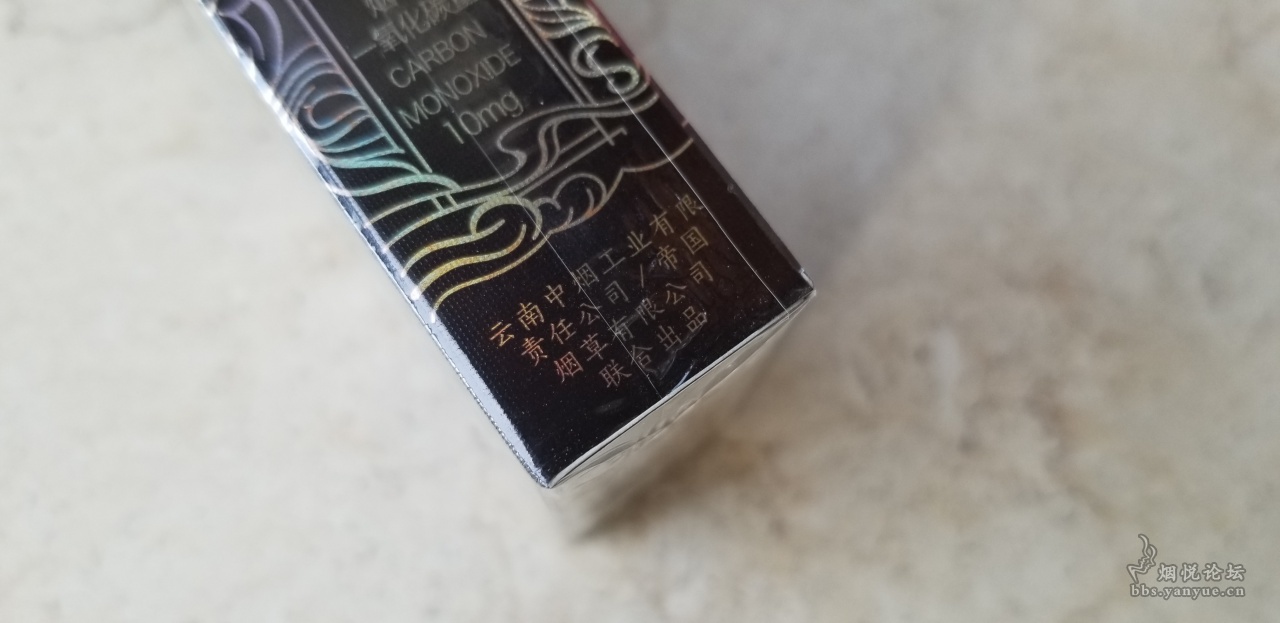 一氧化碳量
CARBON
MONOXIDE
10mg
云南中烟工业有限
责任公司/帝国
烟草有限公司
联合出品
烟悦论坛
bbs.yanyue.cn